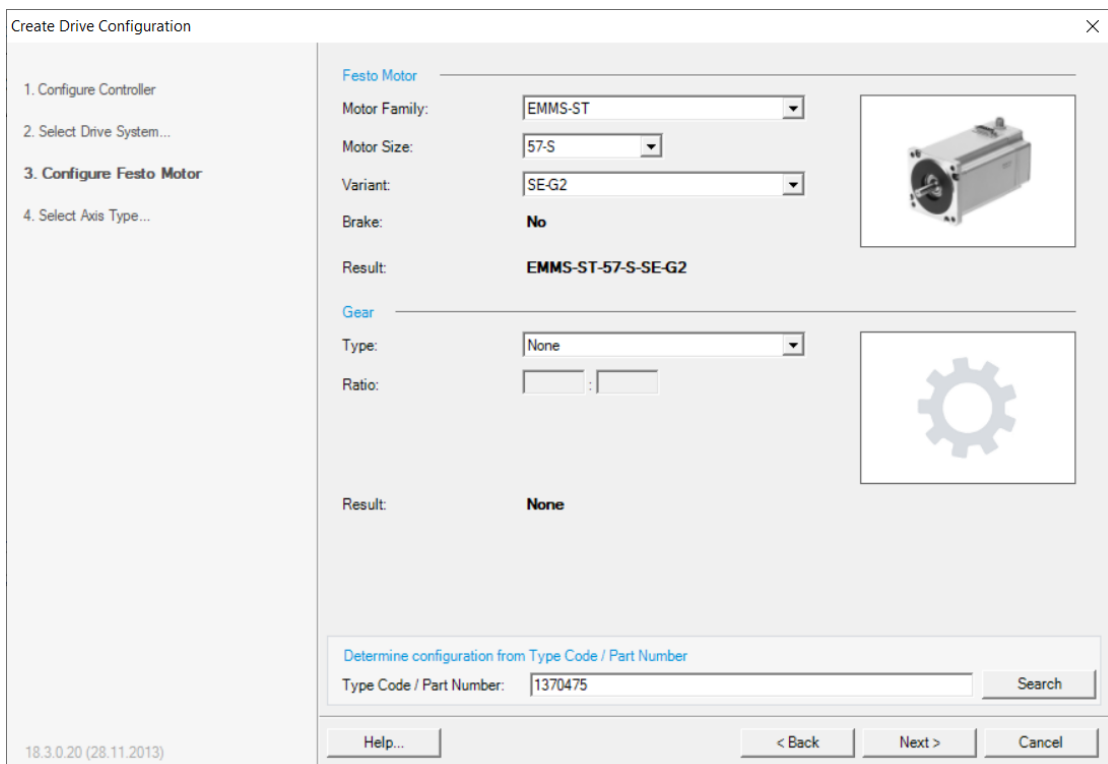 Create Drive Configuration
1. Configure Controller
2. Select Drive System...
3. Configure Festo Motor
4. Select Axis Type...
Festo Motor
Motor Family: EMMS-ST
Motor Size: 57-S
Variant: SE-G2
Brake: No
Result: EMMS-ST-57-S-SE-G2
Gear
Type: None
Ratio: :
Result: None
Determine configuration from Type Code / Part Number
Type Code / Part Number: 1370475 Search
18.3.0.20 (28.11.2013)
Help... < Back Next > Cancel